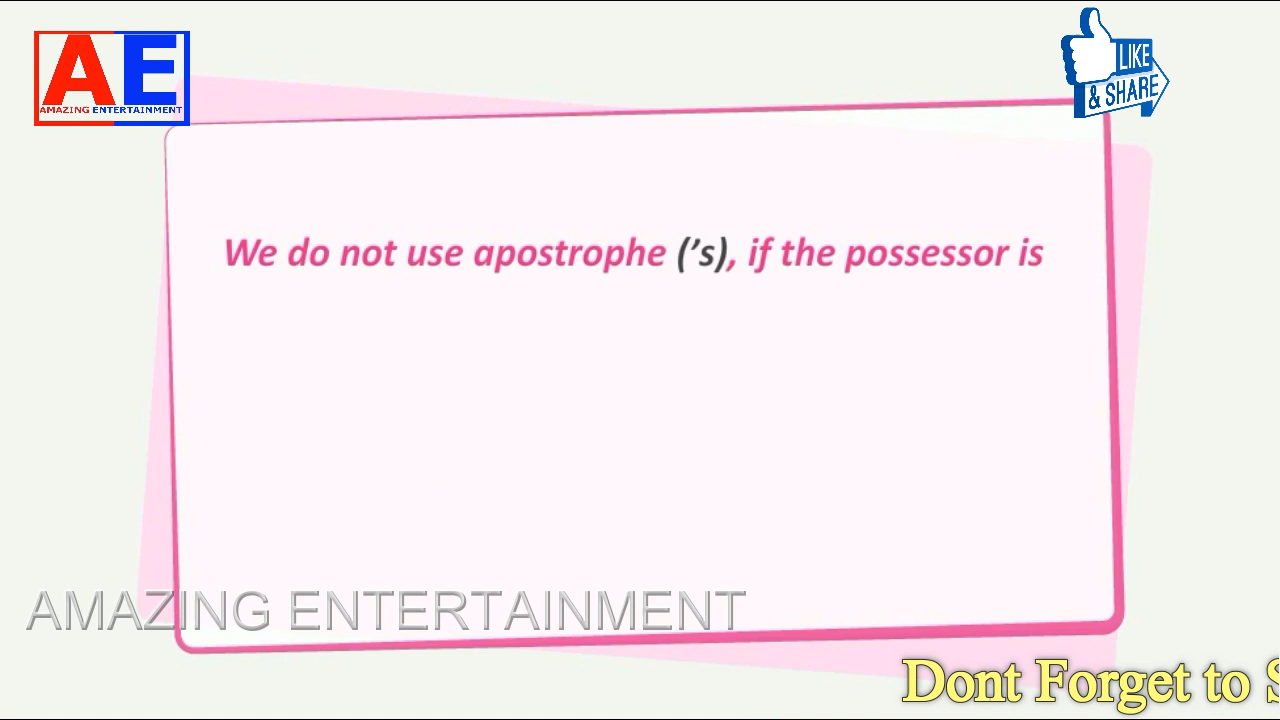 AE
AMAZING ENTERTAINMENT
LIKE
& SHARE
We do not use apostrophe (’s), if the possessor is
AMAZING ENTERTAINMENT
Dont Forget to S